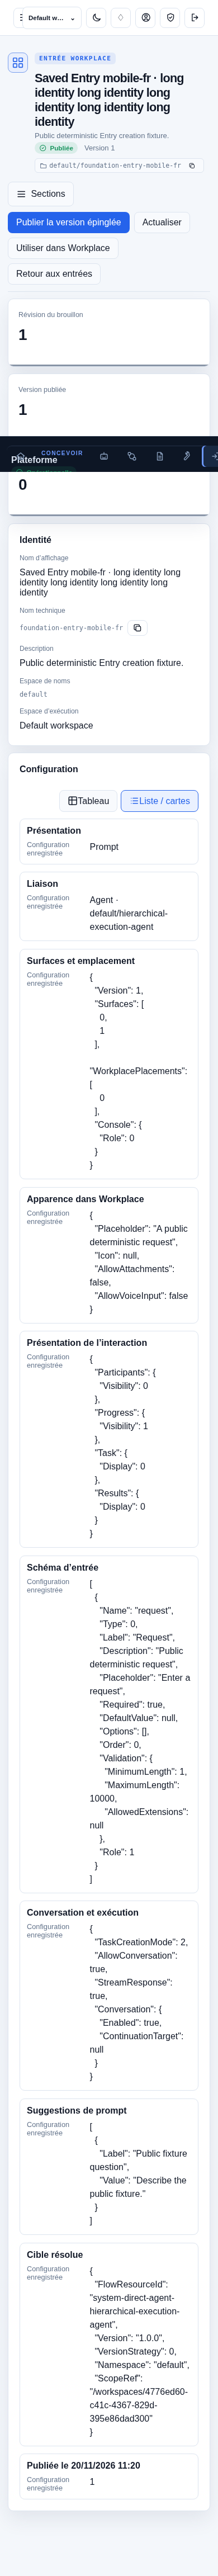 Default w… 
ENTRÉE WORKPLACE
Saved Entry mobile-fr · long
identity long identity long
identity long identity long
identity
Public deterministic Entry creation fixture.
Publiée Version 1
default/foundation-entry-mobile-fr
Sections
Publier la version épinglée
Actualiser
Utiliser dans Workplace
Retour aux entrées
Révision du brouillon
1
Version publiée
1
CONCEVOIR
Plateforme
0
Identité
Nom d'affichage
Saved Entry mobile-fr · long identity long
identity long identity long identity long
identity
Nom technique
foundation-entry-mobile-fr
Description
Public deterministic Entry creation fixture.
Espace de noms
default
Espace d'exécution
Default workspace
Configuration
Tableau
Liste / cartes
Présentation
Configuration
enregistrée
Prompt
Liaison
Configuration
enregistrée
Agent ·
default/hierarchical-
execution-agent
Surfaces et emplacement
Configuration
enregistrée
{
"Version": 1,
"Surfaces": [
0,
1
],
"WorkplacePlacements":
[
0
],
"Console": {
"Role": 0
}
}
Apparence dans Workplace
Configuration
enregistrée
{
"Placeholder": "A public
deterministic request",
"Icon": null,
"AllowAttachments":
false,
"AllowVoiceInput": false
}
Présentation de l'interaction
Configuration
enregistrée
{
"Participants": {
"Visibility": 0
},
"Progress": {
"Visibility": 1
},
"Task": {
"Display": 0
},
"Results": {
"Display": 0
}
}
Schéma d'entrée
Configuration
enregistrée
[
{
"Name": "request",
"Type": 0,
"Label": "Request",
"Description": "Public
deterministic request",
"Placeholder": "Enter a
request",
"Required": true,
"DefaultValue": null,
"Options": [],
"Order": 0,
"Validation": {
"MinimumLength": 1,
"MaximumLength":
10000,
"AllowedExtensions":
null
},
"Role": 1
}
]
Conversation et exécution
Configuration
enregistrée
{
"TaskCreationMode": 2,
"AllowConversation":
true,
"StreamResponse":
true,
"Conversation": {
"Enabled": true,
"ContinuationTarget":
null
}
}
Suggestions de prompt
Configuration
enregistrée
[
{
"Label": "Public fixture
question",
"Value": "Describe the
public fixture."
}
]
Cible résolue
Configuration
enregistrée
{
"FlowResourceId":
"system-direct-agent-
hierarchical-execution-
agent",
"Version": "1.0.0",
"VersionStrategy": 0,
"Namespace": "default",
"ScopeRef":
"/workspaces/4776ed60-
c41c-4367-829d-
395e86dad300"
}
Publiée le 20/11/2026 11:20
Configuration
enregistrée
1